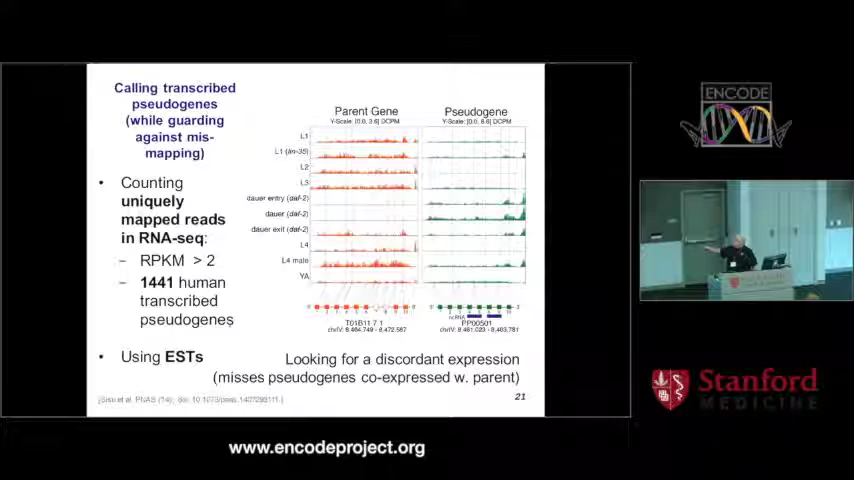 Calling transcribed
pseudogenes
(while guarding
against mis-
mapping)
• Counting
uniquely
mapped reads
in RNA-seq:
– RPKM > 2
– 1441 human
transcribed
pseudogenes
• Using ESTs
Parent Gene
Y-Scale: [0.0, 3.6] DCPM
Pseudogene
Y-Scale: [0.0, 6.6] DCPM
L1
L1 (lin-35)
L2
L3
dauer entry (daf-2)
dauer (daf-2)
dauer exit (daf-2)
L4
L4 male
YA
T01B11.7.1
chrIV: 8,464,749 - 8,472,567
ncRNA
PP00501
chrIV: 8,461,023 - 8,463,781
Looking for a discordant expression
(misses pseudogenes co-expressed w. parent)
21
ENCODE
Stanford
MEDICINE
www.encodeproject.org